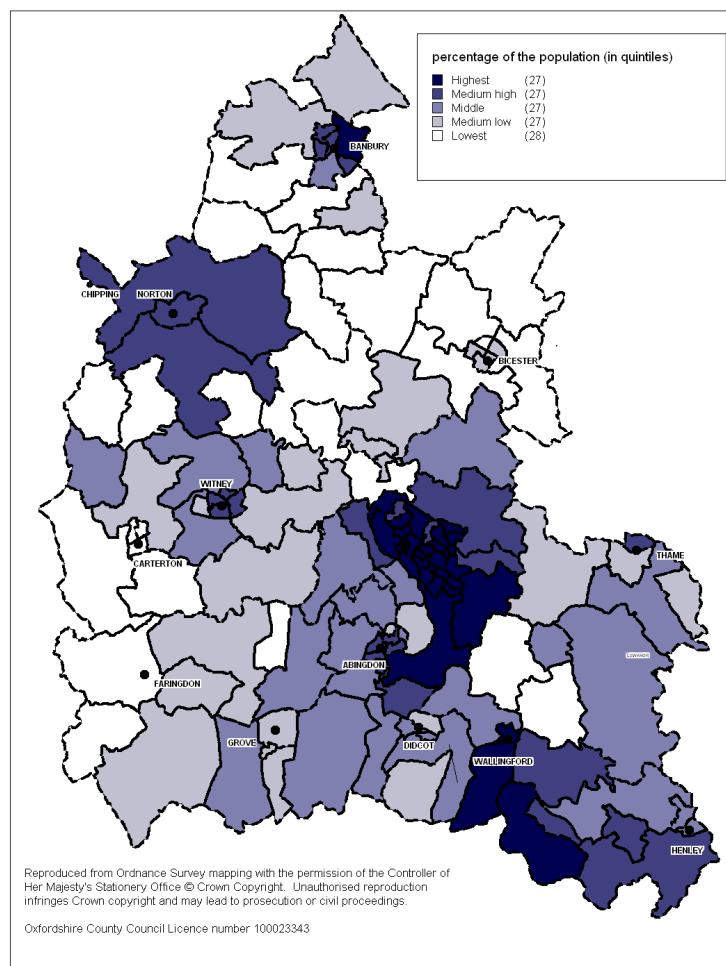 percentage of the population (in quintiles)
Highest (27)
Medium high (27)
Middle (27)
Medium low (27)
Lowest (28)
BANBURY
CHIPPING NORTON
BICESTER
WITNEY
CARTERTON
THAME
ABINGDON
FARINGDON
GROVE
DIDCOT
WALLINGFORD
HENLEY
Reproduced from Ordnance Survey mapping with the permission of the Controller of
Her Majesty's Stationery Office © Crown Copyright. Unauthorised reproduction
infringes Crown copyright and may lead to prosecution or civil proceedings.
Oxfordshire County Council Licence number 100023343